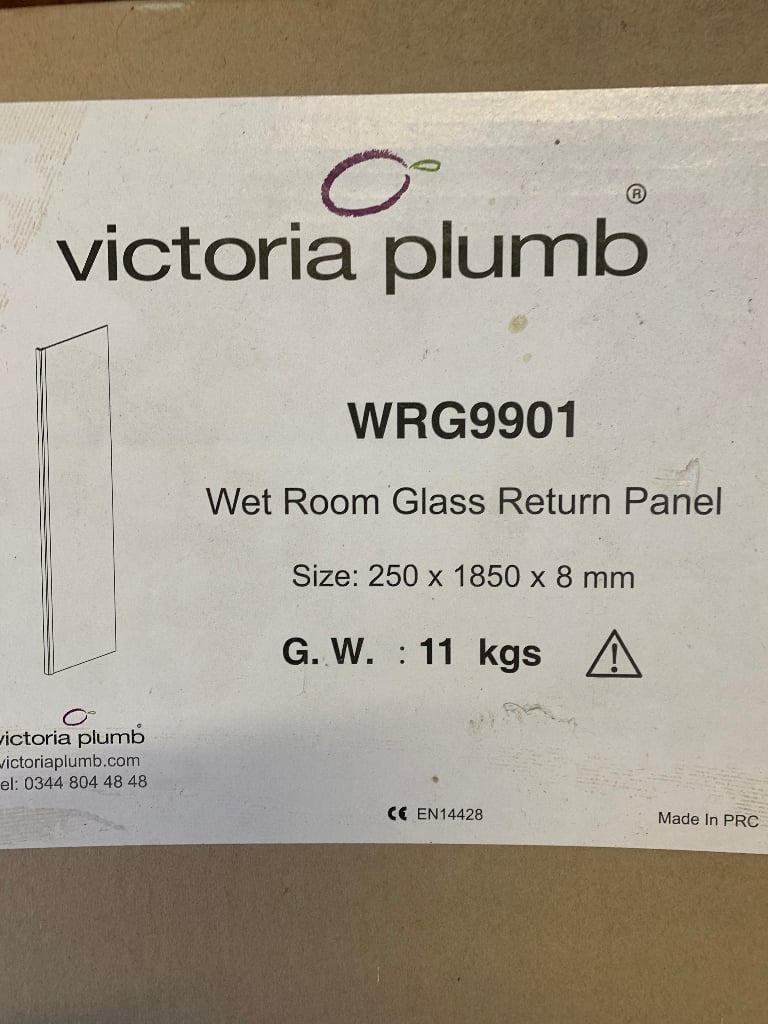 victoria plumb®
WRG9901
Wet Room Glass Return Panel
Size: 250 x 1850 x 8 mm
G. W. : 11 kgs
victoria plumb®
victoriaplumb.com
el: 0344 804 48 48
CE EN14428
Made In PRC